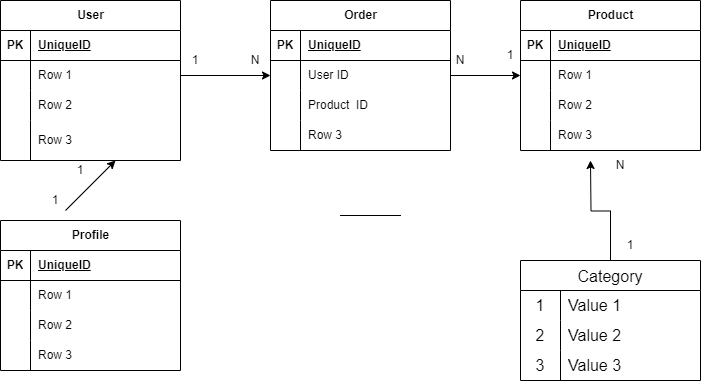 User
PK UniqueID
Row 1
Row 2
Row 3
1 N
Order
PK UniqueID
User ID
Product ID
Row 3
N 1
Product
PK UniqueID
Row 1
Row 2
Row 3
1
1
Profile
PK UniqueID
Row 1
Row 2
Row 3
N
1
Category
1 Value 1
2 Value 2
3 Value 3